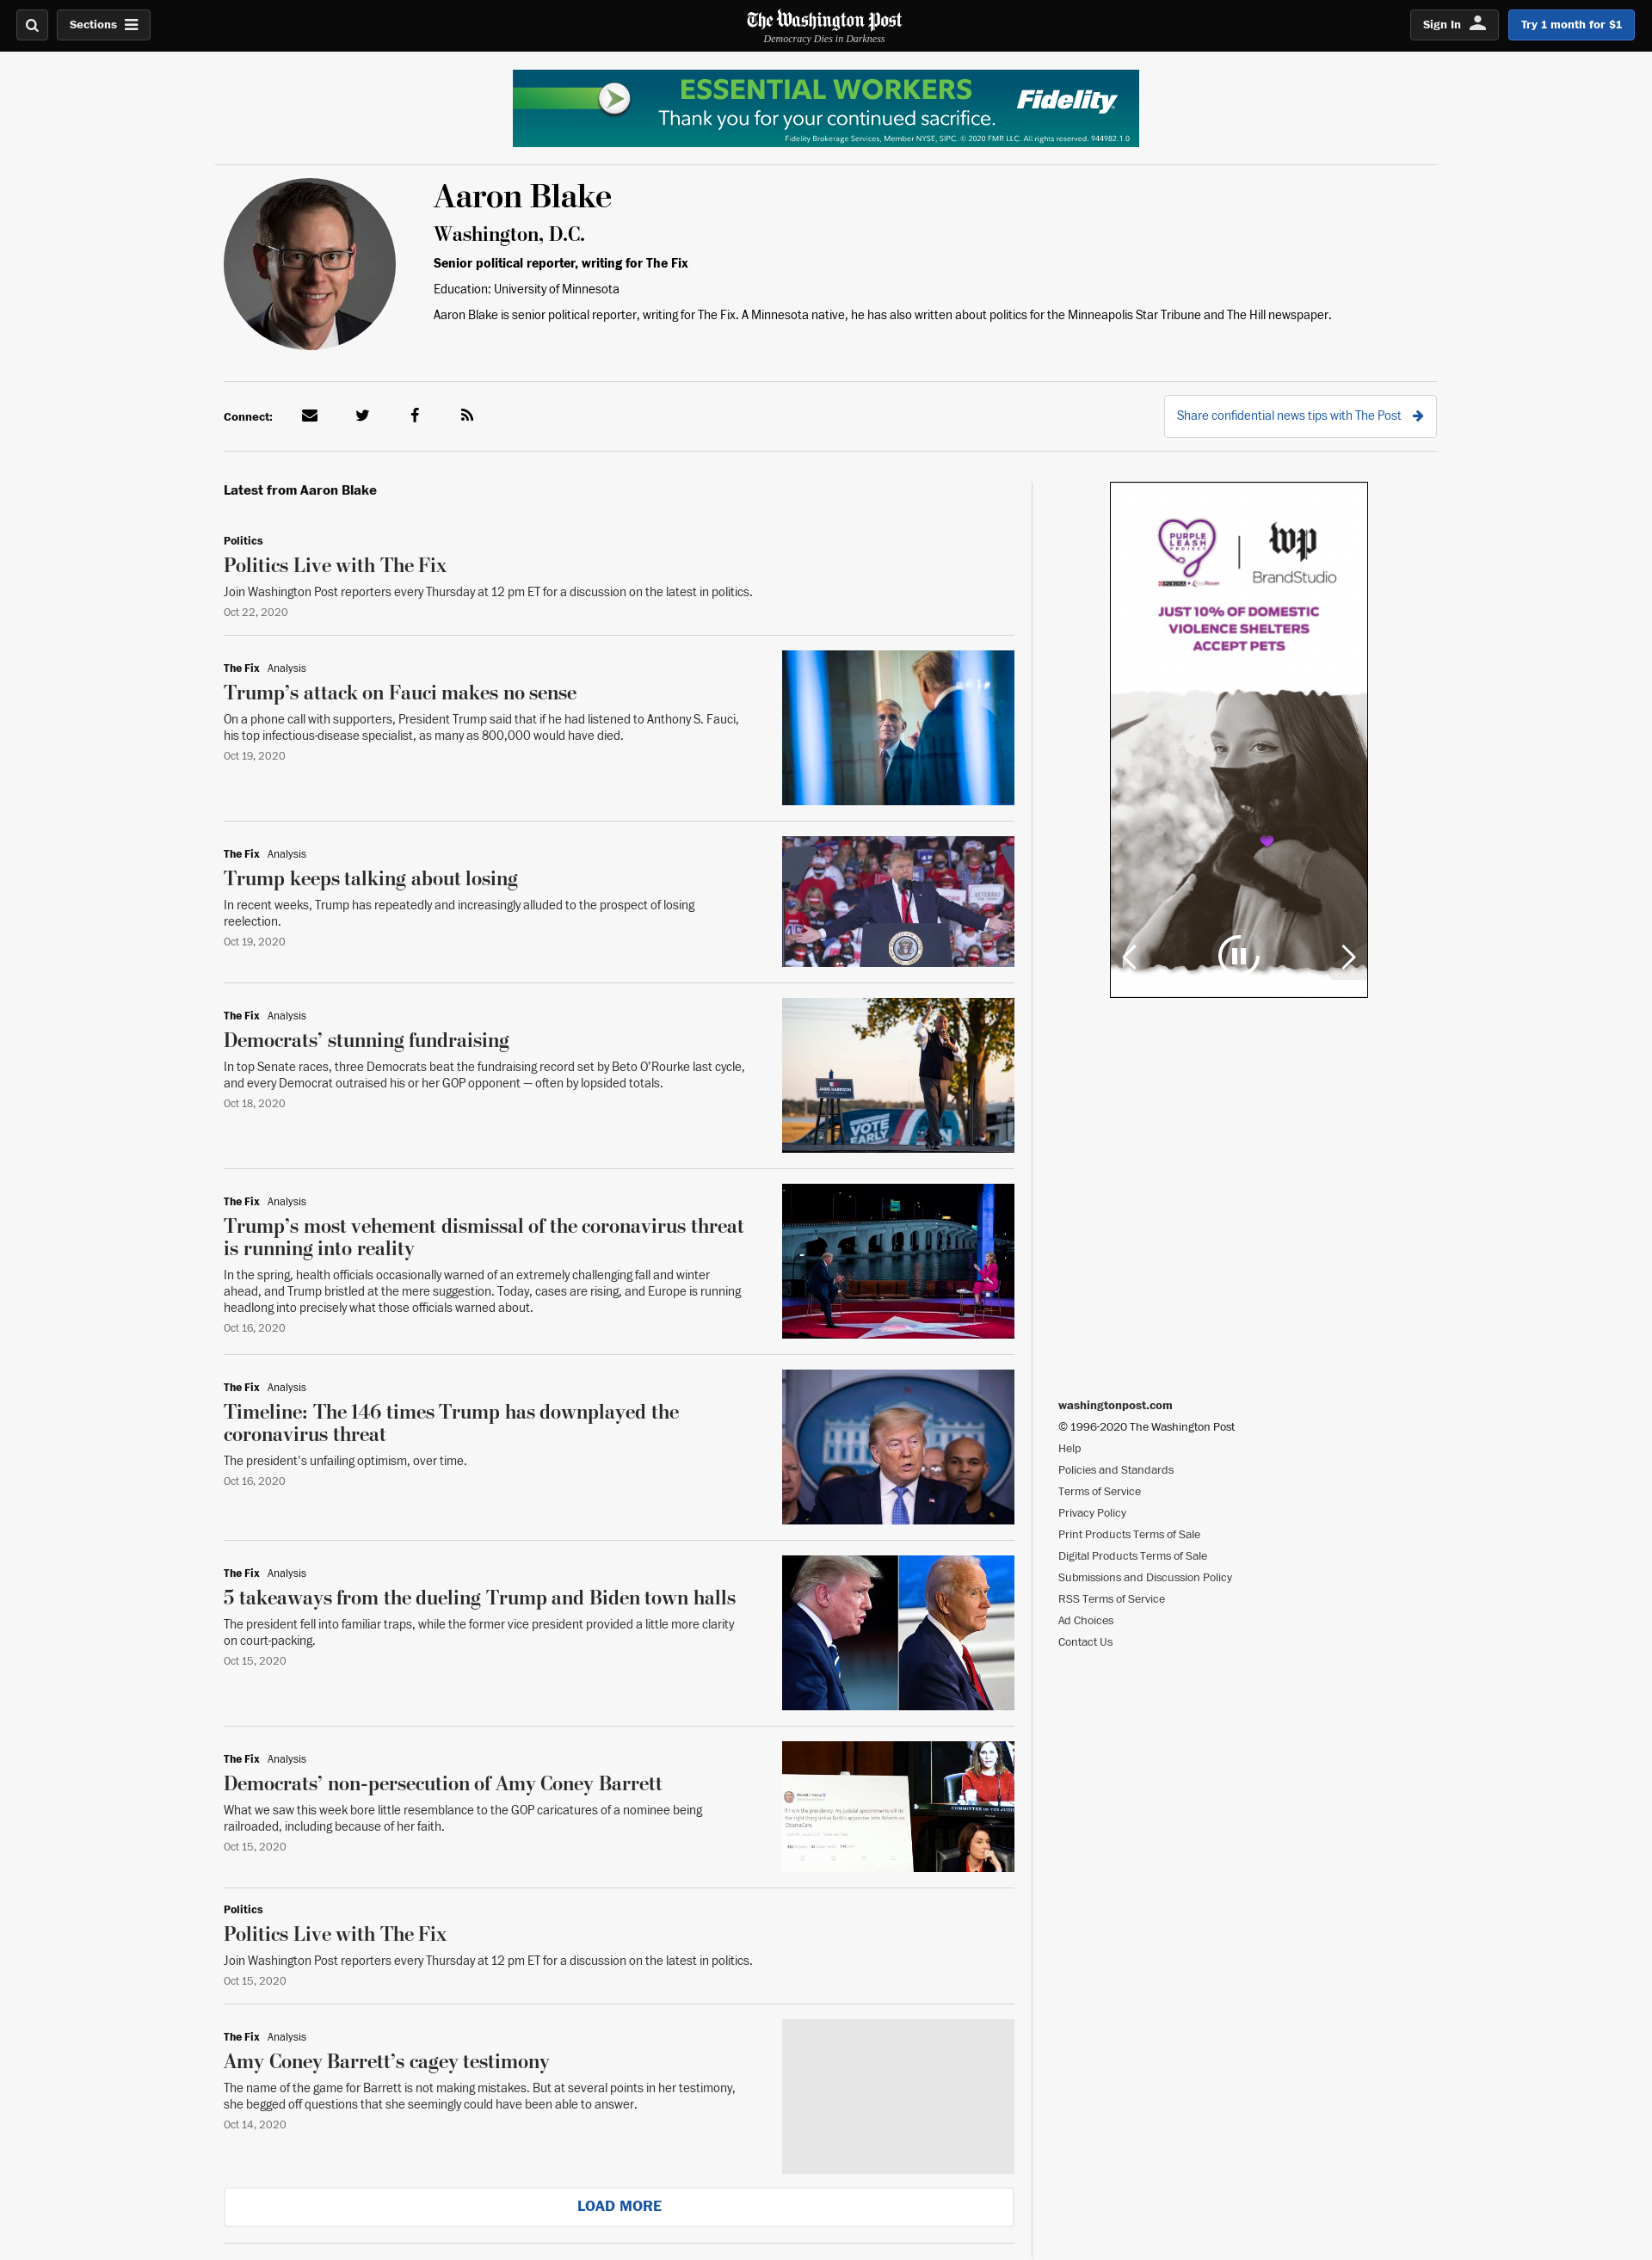 Sections
The Washington Post
Democracy Dies in Darkness
Sign In
Try 1 month for $1
ESSENTIAL WORKERS
Thank you for your continued sacrifice.
Fidelity
Fidelity Brokerage Services, Member NYSE, SIPC. © 2020 FMR LLC. All rights reserved. 944982.1.0
Aaron Blake
Washington, D.C.
Senior political reporter, writing for The Fix
Education: University of Minnesota
Aaron Blake is senior political reporter, writing for The Fix. A Minnesota native, he has also written about politics for the Minneapolis Star Tribune and The Hill newspaper.
Connect:
Share confidential news tips with The Post
Latest from Aaron Blake
Politics
Politics Live with The Fix
Join Washington Post reporters every Thursday at 12 pm ET for a discussion on the latest in politics.
Oct 22, 2020
The Fix Analysis
Trump’s attack on Fauci makes no sense
On a phone call with supporters, President Trump said that if he had listened to Anthony S. Fauci,
his top infectious-disease specialist, as many as 800,000 would have died.
Oct 19, 2020
The Fix Analysis
Trump keeps talking about losing
In recent weeks, Trump has repeatedly and increasingly alluded to the prospect of losing
reelection.
Oct 19, 2020
The Fix Analysis
Democrats’ stunning fundraising
In top Senate races, three Democrats beat the fundraising record set by Beto O’Rourke last cycle,
and every Democrat outraised his or her GOP opponent — often by lopsided totals.
Oct 18, 2020
VOTE
EARLY
The Fix Analysis
Trump’s most vehement dismissal of the coronavirus threat
is running into reality
In the spring, health officials occasionally warned of an extremely challenging fall and winter
ahead, and Trump bristled at the mere suggestion. Today, cases are rising, and Europe is running
headlong into precisely what those officials warned about.
Oct 16, 2020
The Fix Analysis
Timeline: The 146 times Trump has downplayed the
coronavirus threat
The president's unfailing optimism, over time.
Oct 16, 2020
The Fix Analysis
5 takeaways from the dueling Trump and Biden town halls
The president fell into familiar traps, while the former vice president provided a little more clarity
on court-packing.
Oct 15, 2020
The Fix Analysis
Democrats’ non-persecution of Amy Coney Barrett
What we saw this week bore little resemblance to the GOP caricatures of a nominee being
railroaded, including because of her faith.
Oct 15, 2020
Politics
Politics Live with The Fix
Join Washington Post reporters every Thursday at 12 pm ET for a discussion on the latest in politics.
Oct 15, 2020
The Fix Analysis
Amy Coney Barrett’s cagey testimony
The name of the game for Barrett is not making mistakes. But at several points in her testimony,
she begged off questions that she seemingly could have been able to answer.
Oct 14, 2020
LOAD MORE
PURPLE
LEASH
PROJECT
wp
BrandStudio
JUST 10% OF DOMESTIC
VIOLENCE SHELTERS
ACCEPT PETS
washingtonpost.com
© 1996-2020 The Washington Post
Help
Policies and Standards
Terms of Service
Privacy Policy
Print Products Terms of Sale
Digital Products Terms of Sale
Submissions and Discussion Policy
RSS Terms of Service
Ad Choices
Contact Us